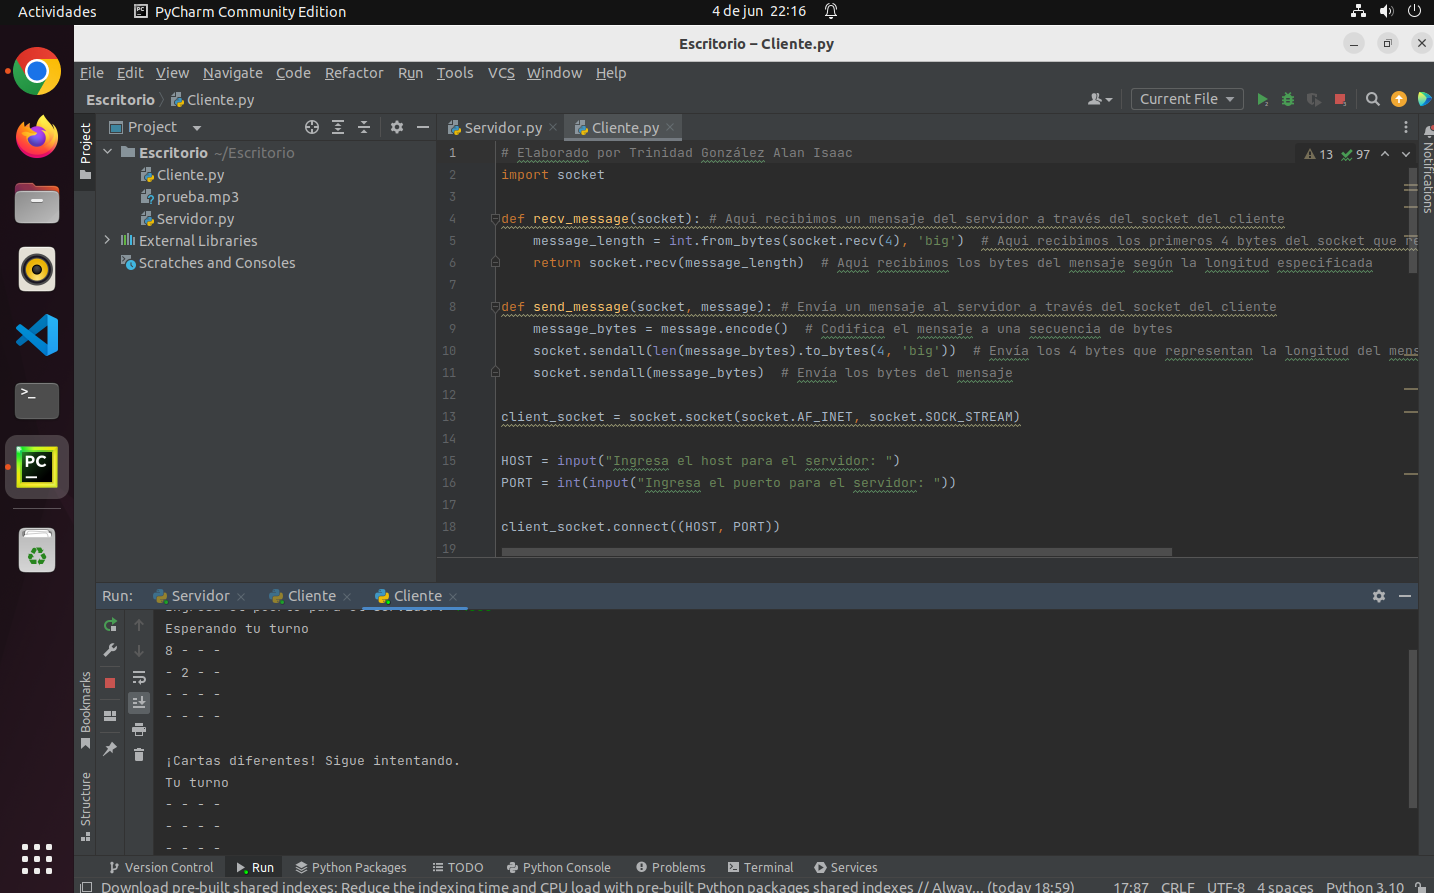 Actividades PyCharm Community Edition 4 de jun 22:16
Escritorio – Cliente.py
File Edit View Navigate Code Refactor Run Tools VCS Window Help
Escritorio Cliente.py Current File
Project Servidor.py Cliente.py
Project
Notifications
Escritorio ~/Escritorio
Cliente.py
prueba.mp3
Servidor.py
External Libraries
Scratches and Consoles
13 97
1 # Elaborado por Trinidad González Alan Isaac
2 import socket
3
4 def recv_message(socket): # Aqui recibimos un mensaje del servidor a través del socket del cliente
5 message_length = int.from_bytes(socket.recv(4), 'big') # Aqui recibimos los primeros 4 bytes del socket que re
6 return socket.recv(message_length) # Aqui recibimos los bytes del mensaje según la longitud especificada
7
8 def send_message(socket, message): # Envía un mensaje al servidor a través del socket del cliente
9 message_bytes = message.encode() # Codifica el mensaje a una secuencia de bytes
10 socket.sendall(len(message_bytes).to_bytes(4, 'big')) # Envía los 4 bytes que representan la longitud del mens
11 socket.sendall(message_bytes) # Envía los bytes del mensaje
12
13 client_socket = socket.socket(socket.AF_INET, socket.SOCK_STREAM)
14
15 HOST = input("Ingresa el host para el servidor: ")
16 PORT = int(input("Ingresa el puerto para el servidor: "))
17
18 client_socket.connect((HOST, PORT))
19
Run: Servidor Cliente Cliente
Esperando tu turno
8 - - -
- 2 - -
- - - -
- - - -
¡Cartas diferentes! Sigue intentando.
Tu turno
- - - -
- - - -
- - - -
Bookmarks
Structure
Version Control Run Python Packages TODO Python Console Problems Terminal Services
Download pre-built shared indexes: Reduce the indexing time and CPU load with pre-built Python packages shared indexes // Alway... (today 18:59) 17:87 CRLF UTF-8 4 spaces Python 3.10